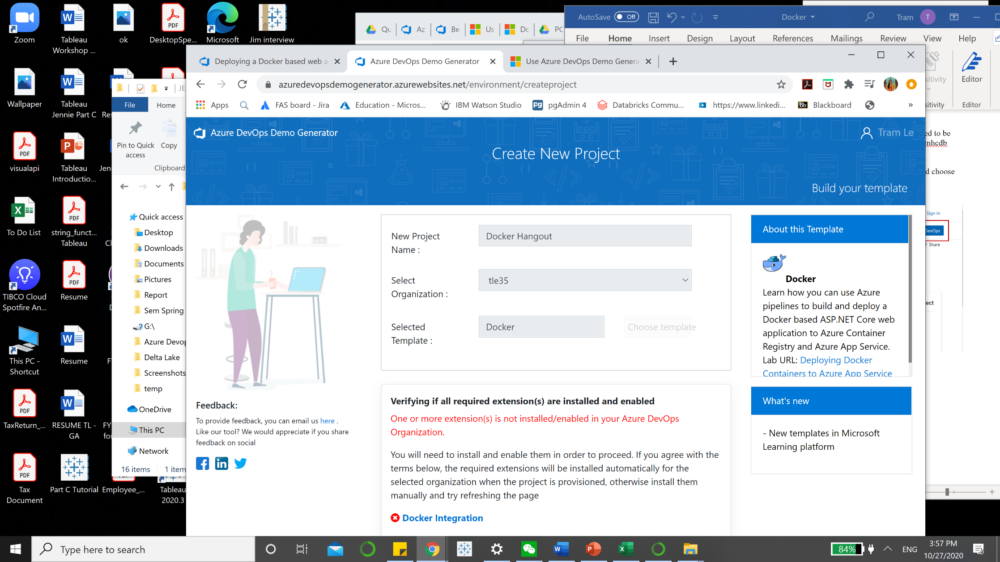 Zoom
Tableau
Workshop ...
ok
DesktopSpe...
Microsoft
Jim interview
Wallpaper
Tableau
Jennie Part C
visualapi
Tableau
Introductio...
To Do List
string_funct...
Tableau
TIBCO Cloud
Spotfire An...
Resume
This PC -
Shortcut
Resume
TaxReturn_...
RESUME TL -
GA
Tax
Document
Part C Tutorial
Employee_...
Tableau
2020.3
File
Home
Pin to Quick
access
Copy
Clipboard
Quick access
Desktop
Downloads
Documents
Pictures
Report
Sem Spring
G:\
Azure Devop
Delta Lake
Screenshots
temp
OneDrive
This PC
Network
16 items
1 item
AutoSave Off
Docker
Tram T
File Home Insert Design Layout References Mailings Review View Help
Editor
Editor
ed to be
mhcdb
d choose
Sign in
DevOps
? Share
ect
Deploying a Docker based web a
Azure DevOps Demo Generator
Use Azure DevOps Demo Genera
azuredevopsdemogenerator.azurewebsites.net/environment/createproject
Apps
FAS board - Jira
Education - Micros...
IBM Watson Studio
pgAdmin 4
Databricks Commu...
https://www.linkedi...
Blackboard
»
Azure DevOps Demo Generator
Tram Le
Create New Project
Build your template
New Project
Name :
Docker Hangout
Select
Organization :
tle35
Selected
Template :
Docker
Choose template
About this Template
Docker
Learn how you can use Azure
pipelines to build and deploy a
Docker based ASP.NET Core web
application to Azure Container
Registry and Azure App Service.
Lab URL: Deploying Docker
Containers to Azure App Service
Verifying if all required extension(s) are installed and enabled
One or more extension(s) is not installed/enabled in your Azure DevOps
Organization.
You will need to install and enable them in order to proceed. If you agree with the
terms below, the required extensions will be installed automatically for the
selected organization when the project is provisioned, otherwise install them
manually and try refreshing the page
Docker Integration
What's new
- New templates in Microsoft
Learning platform
Feedback:
To provide feedback, you can email us here .
Like our tool? We would appreciate if you share
feedback on social
Type here to search
84%
ENG
3:57 PM
10/27/2020